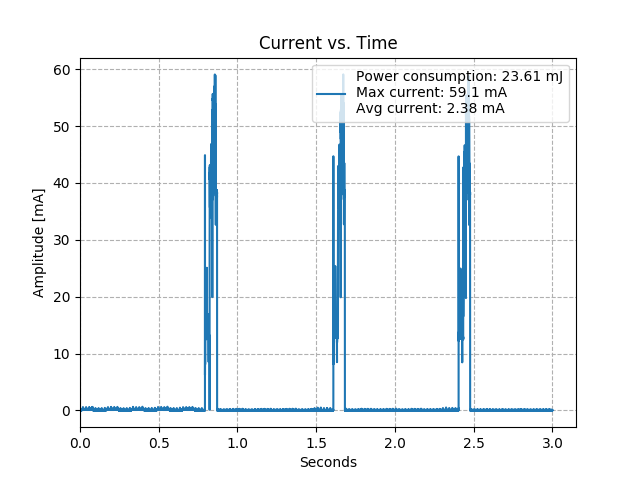 Current vs. Time
Power consumption: 23.61 mJ
Max current: 59.1 mA
Avg current: 2.38 mA
Amplitude [mA]
60
50
40
30
20
10
0
0.0 0.5 1.0 1.5 2.0 2.5 3.0
Seconds